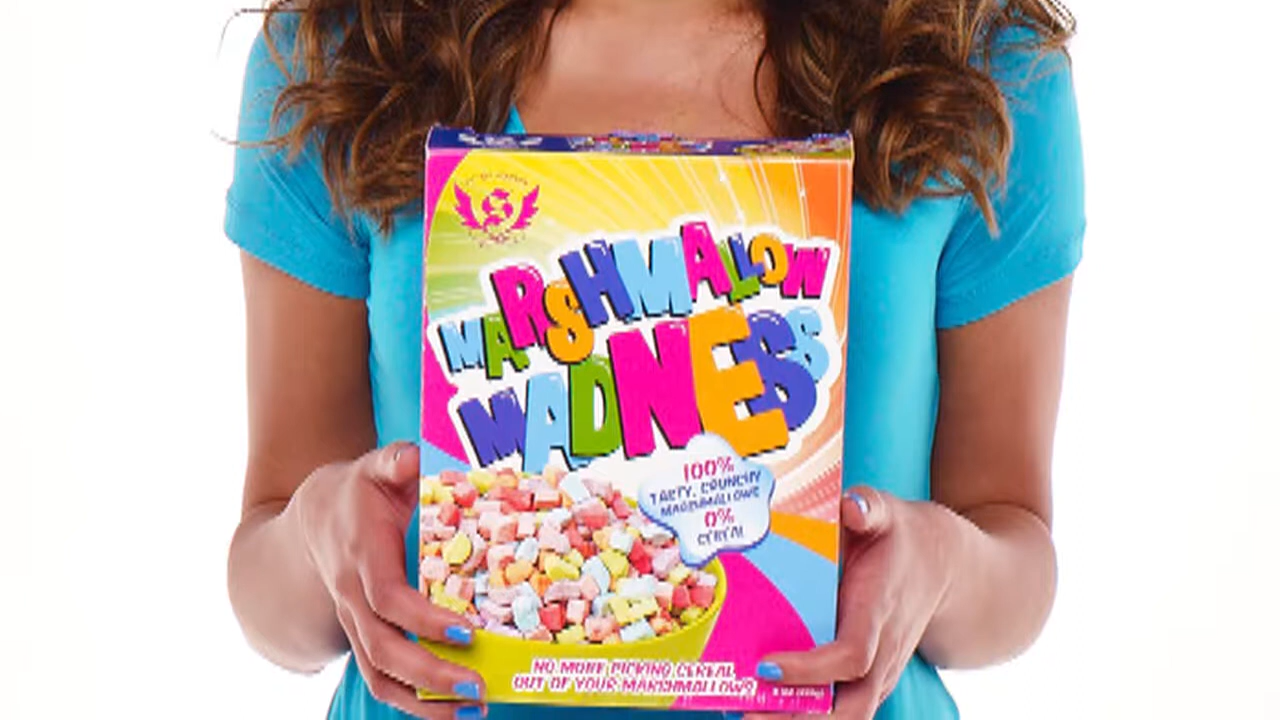 MARSHMALLOW
MADNESS
100%
TASTY, CRUNCHY
MARSHMALLOWS
0%
CEREAL
NO MORE PICKING CEREAL
OUT OF YOUR MARSHMALLOWS